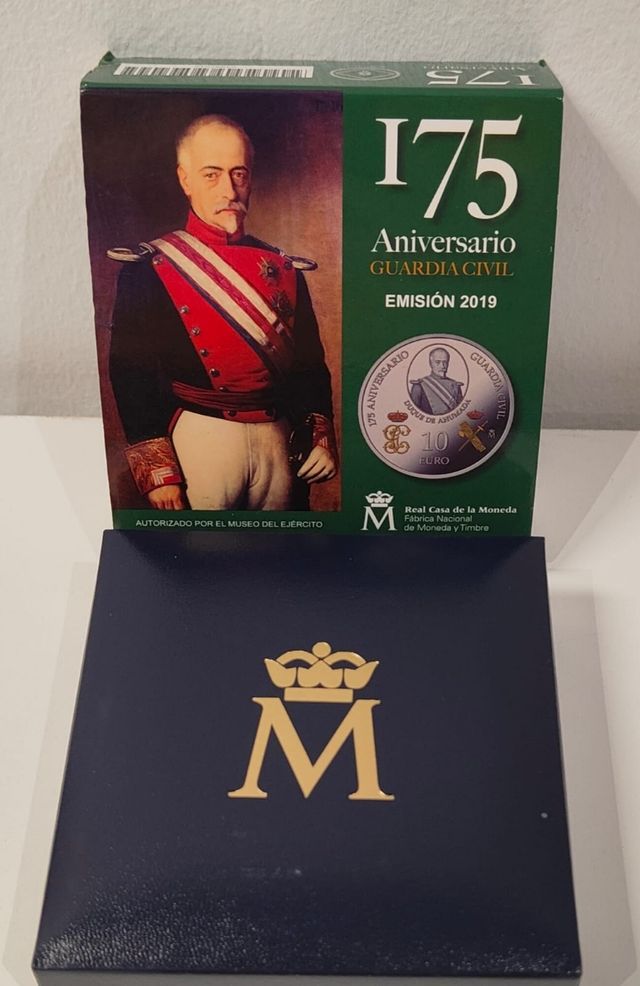 175
ANIVERSARIO
175
Aniversario
GUARDIA CIVIL
EMISIÓN 2019
175 ANIVERSARIO
GUARDIA CIVIL
DUQUE DE AHUMADA
10
EURO
AUTORIZADO POR EL MUSEO DEL EJÉRCITO
M
Real Casa de la Moneda
Fábrica Nacional
de Moneda y Timbre
M